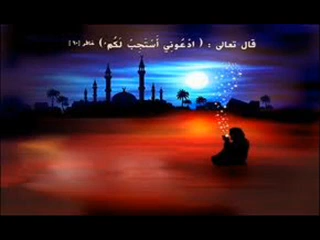 قال تعالى : ( ادْعُونِي أَسْتَجِبْ لَكُمْ ) غافر [٦٠]